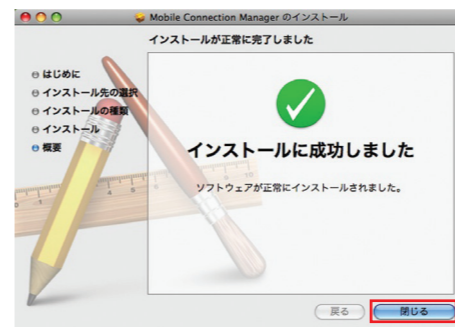 Mobile Connection Manager のインストール
インストールが正常に完了しました
はじめに
インストール先の選択
インストールの種類
インストール
概要
インストールに成功しました
ソフトウェアが正常にインストールされました。
戻る
閉じる